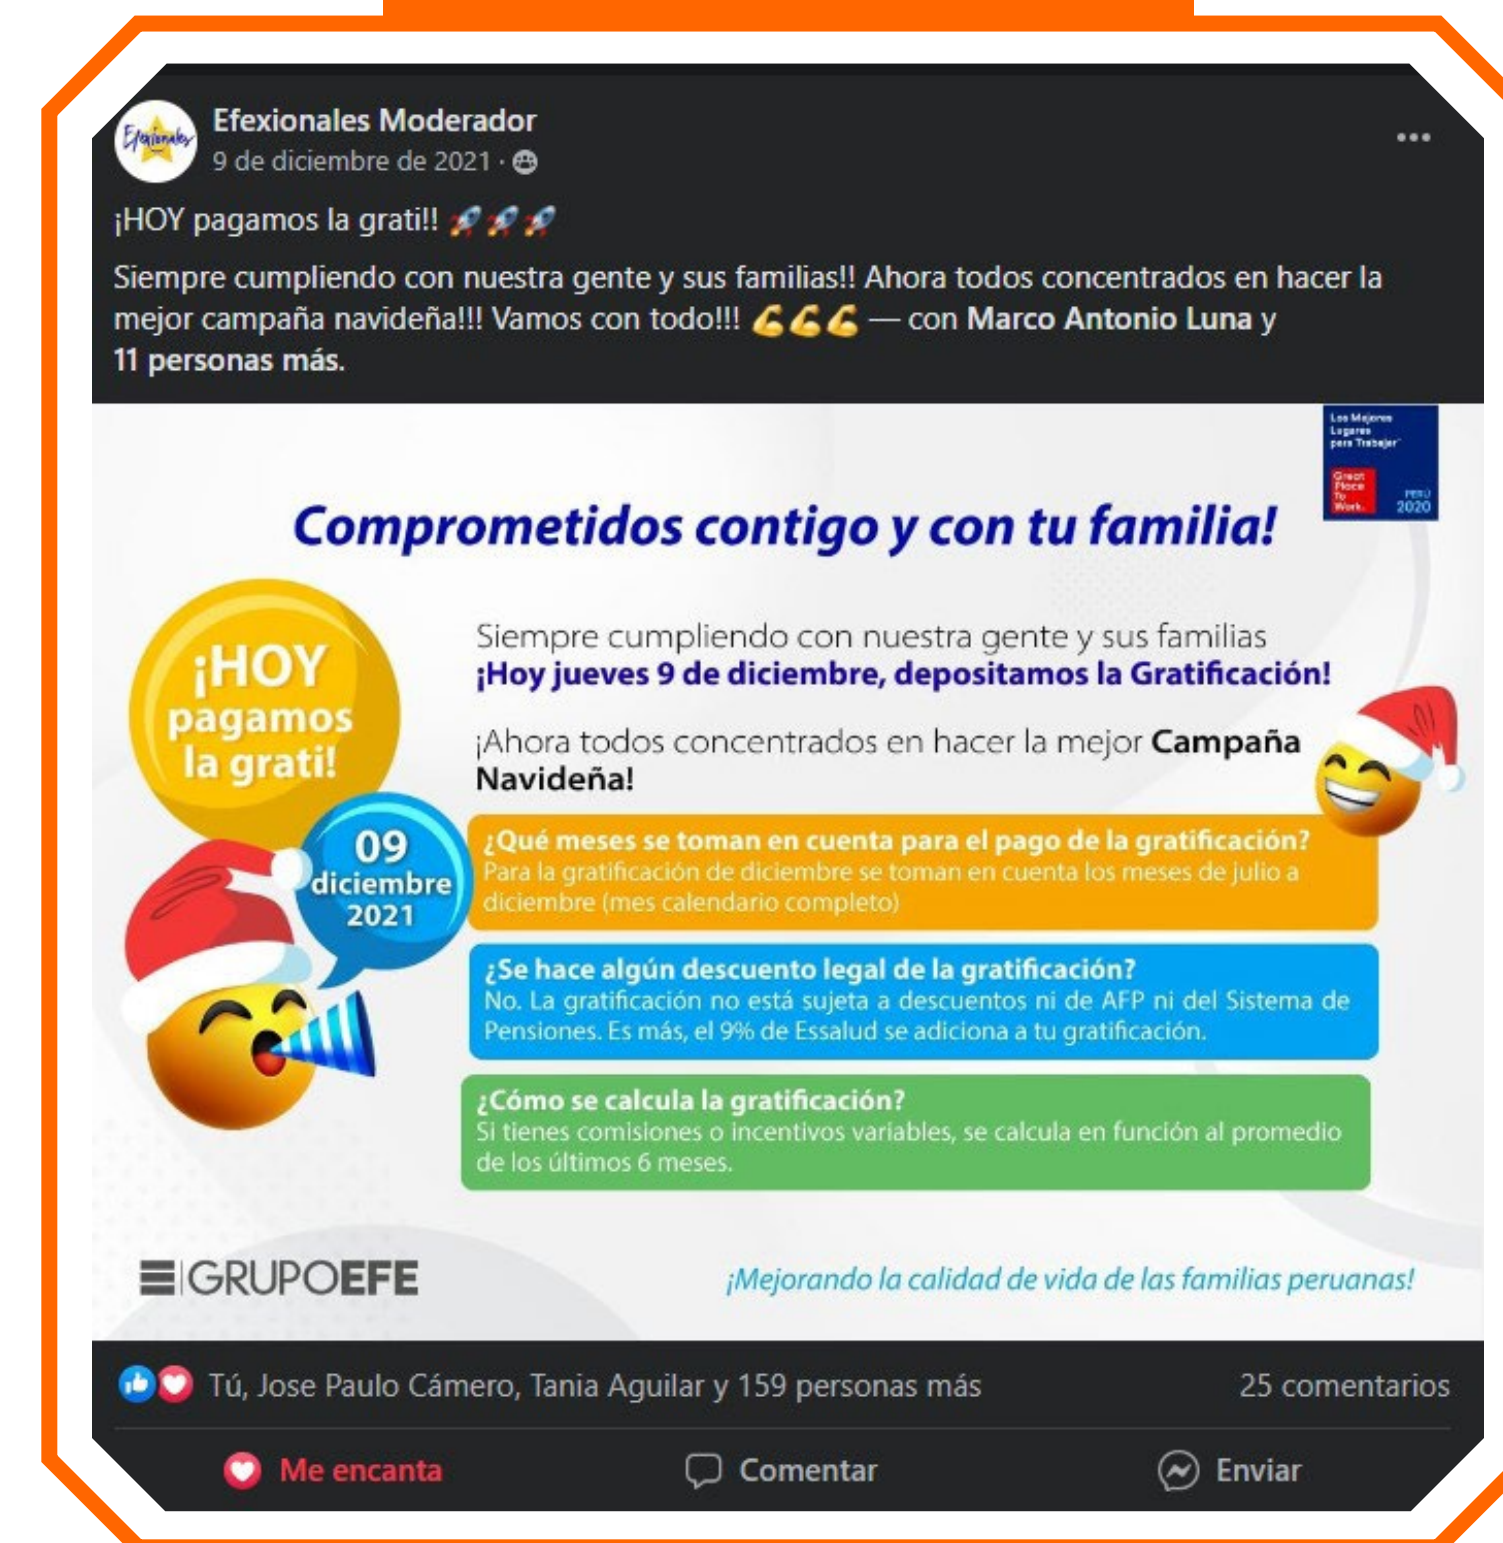 Efexionales
Efexionales Moderador
9 de diciembre de 2021 ·
¡HOY pagamos la grati!! 🚀🚀🚀
Siempre cumpliendo con nuestra gente y sus familias!! Ahora todos concentrados en hacer la
mejor campaña navideña!!! Vamos con todo!!! 💪💪💪 — con Marco Antonio Luna y
11 personas más.
Los Mejores
Lugares
para Trabajar™
Great
Place
To
Work.
PERÚ
2020
Comprometidos contigo y con tu familia!
¡HOY
pagamos
la grati!
09
diciembre
2021
Siempre cumpliendo con nuestra gente y sus familias
¡Hoy jueves 9 de diciembre, depositamos la Gratificación!
¡Ahora todos concentrados en hacer la mejor Campaña
Navideña!
¿Qué meses se toman en cuenta para el pago de la gratificación?
Para la gratificación de diciembre se toman en cuenta los meses de julio a
diciembre (mes calendario completo)
¿Se hace algún descuento legal de la gratificación?
No. La gratificación no está sujeta a descuentos ni de AFP ni del Sistema de
Pensiones. Es más, el 9% de Essalud se adiciona a tu gratificación.
¿Cómo se calcula la gratificación?
Si tienes comisiones o incentivos variables, se calcula en función al promedio
de los últimos 6 meses.
GRUPOEFE
¡Mejorando la calidad de vida de las familias peruanas!
Tú, Jose Paulo Cámero, Tania Aguilar y 159 personas más
25 comentarios
Me encanta
Comentar
Enviar